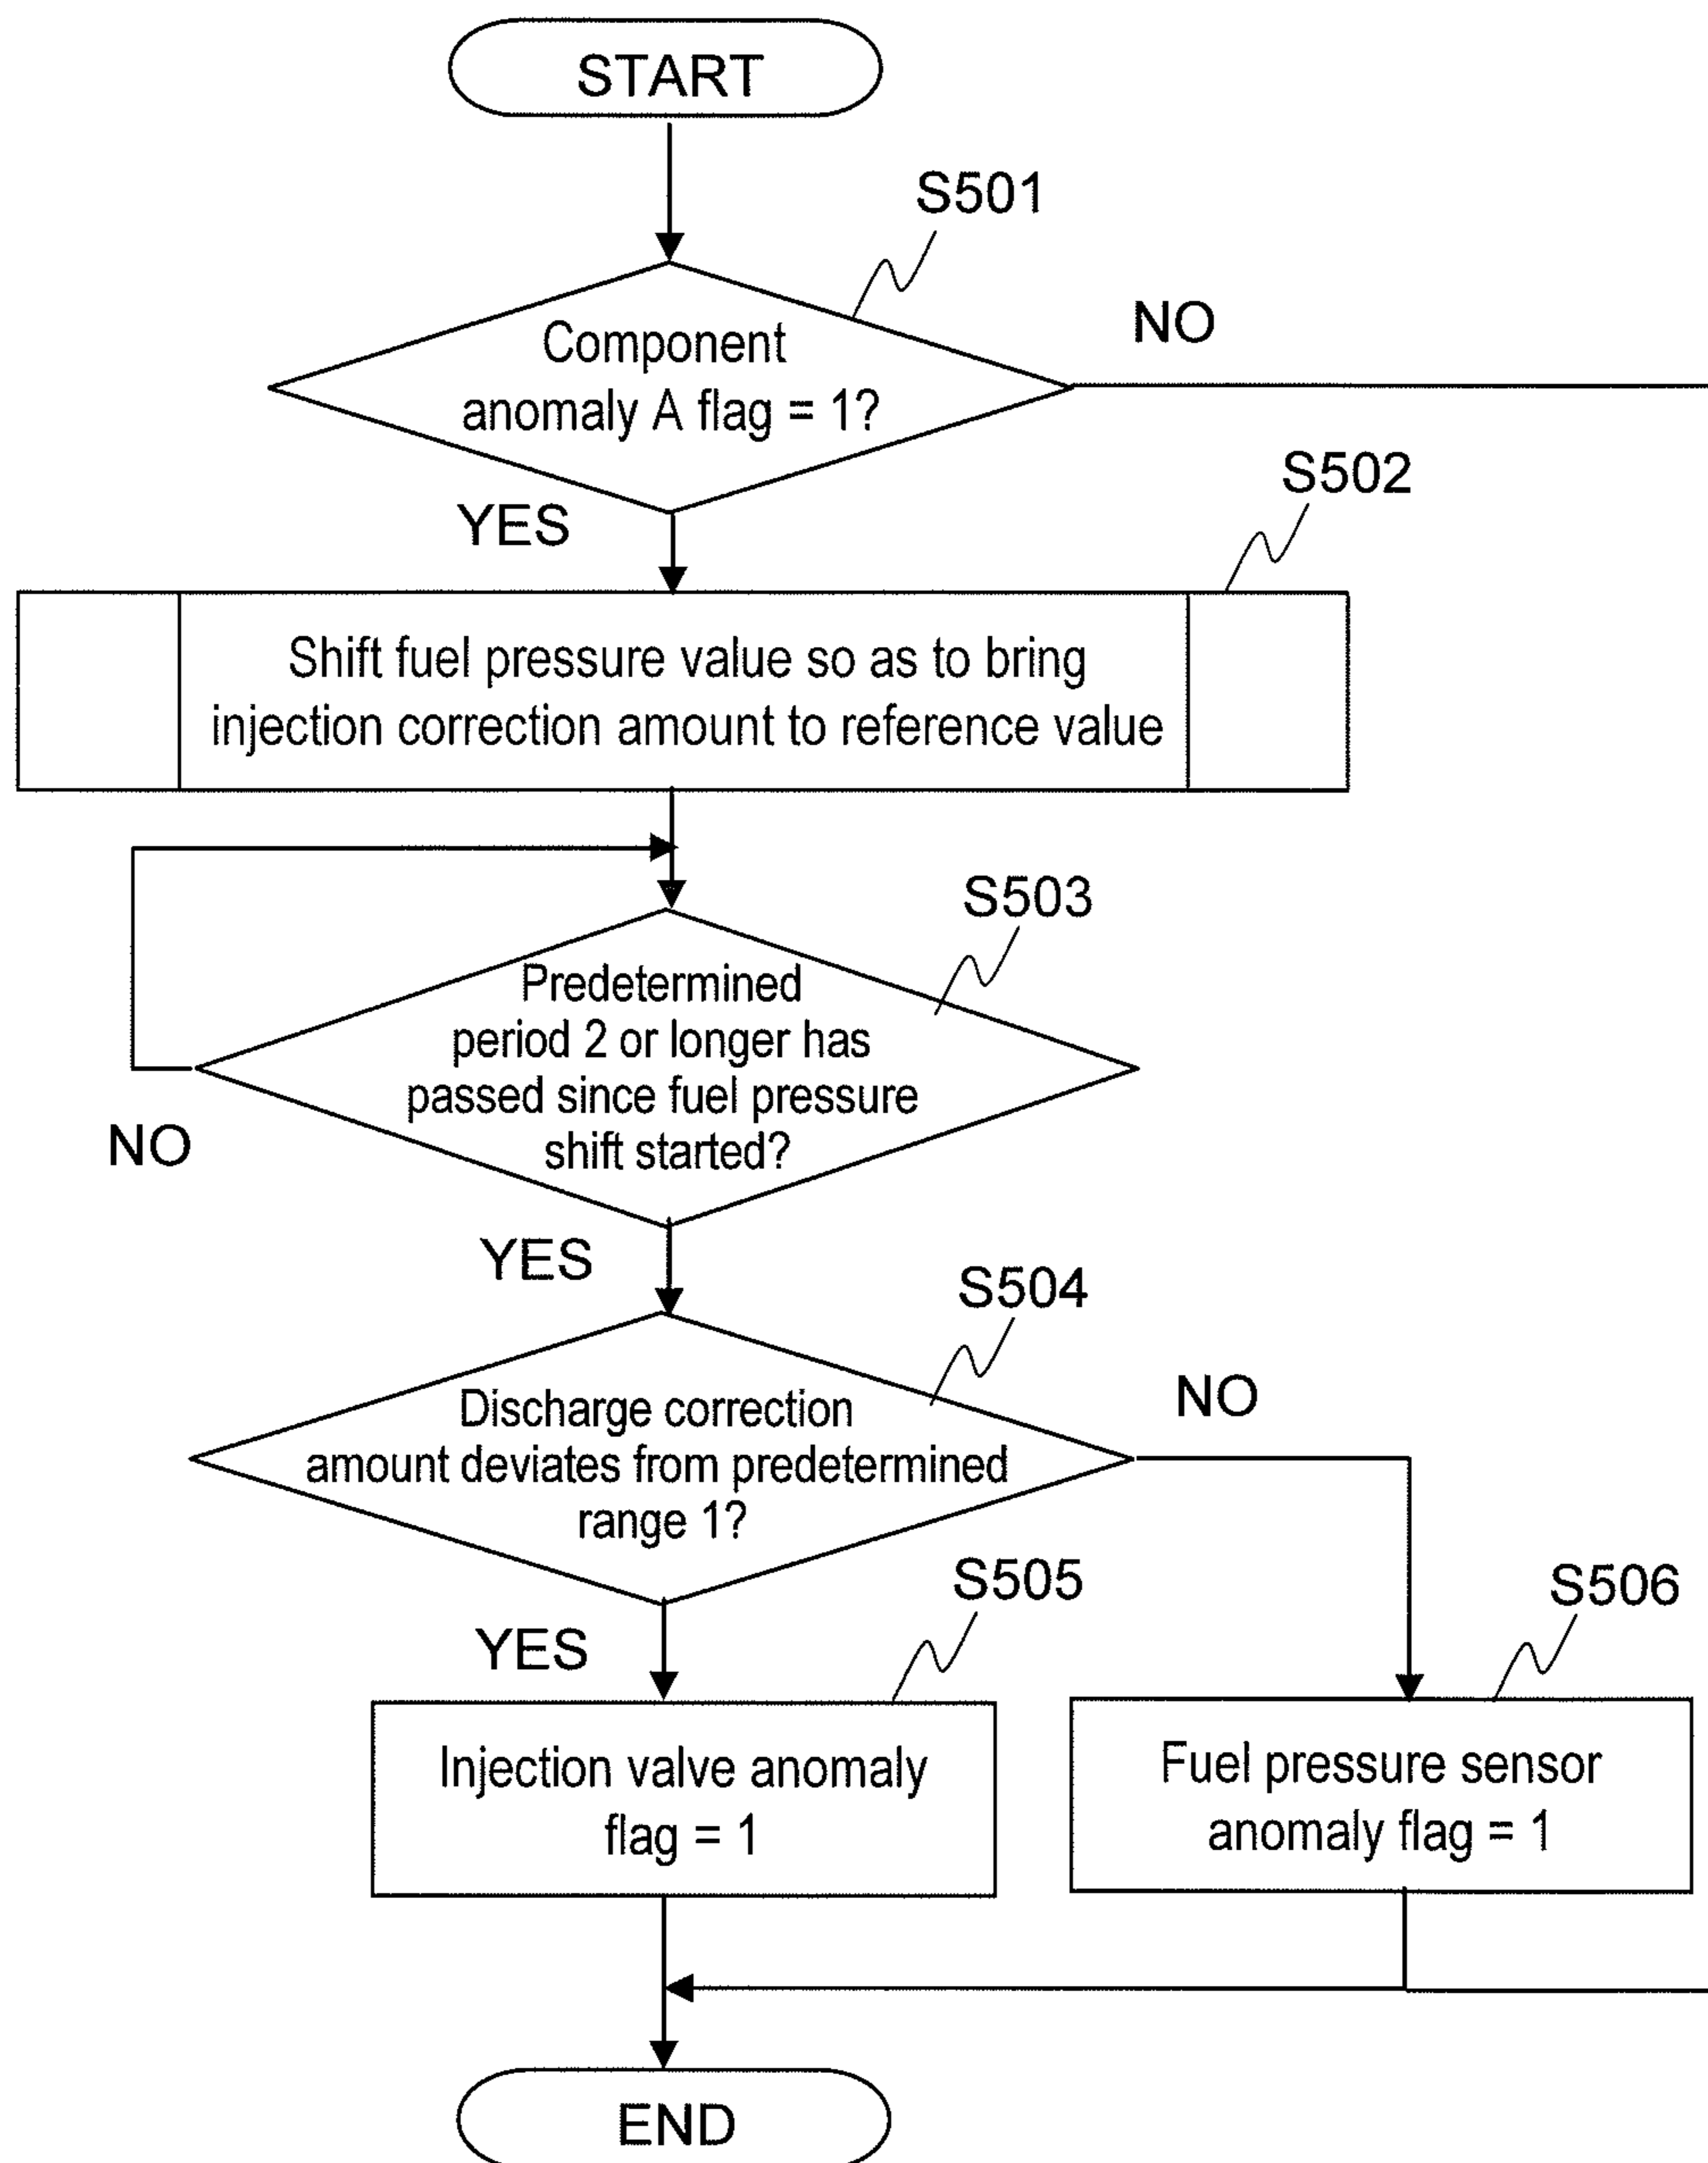 START
S501
Component
anomaly A flag = 1?
NO
YES
S502
Shift fuel pressure value so as to bring
injection correction amount to reference value
S503
Predetermined
period 2 or longer has
passed since fuel pressure
shift started?
NO
YES
S504
Discharge correction
amount deviates from predetermined
range 1?
NO
YES
S505
Injection valve anomaly
flag = 1
S506
Fuel pressure sensor
anomaly flag = 1
END